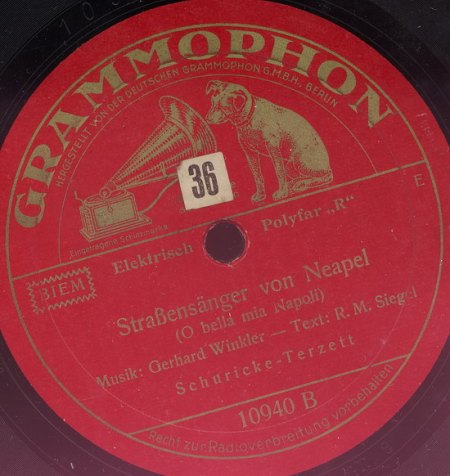 GRAMMOPHON
HERGESTELLT VON DER DEUTSCHEN GRAMMOPHON G.M.B.H., BERLIN
36
Eingetragene Schutzmarke
Elektrisch Polyfar „R“
E
BIEM
Straßensänger von Neapel
(O bella mia Napoli)
Musik: Gerhard Winkler — Text: R. M. Siegel
Schuricke-Terzett
10940 B
Recht zur Radioverbreitung vorbehalten